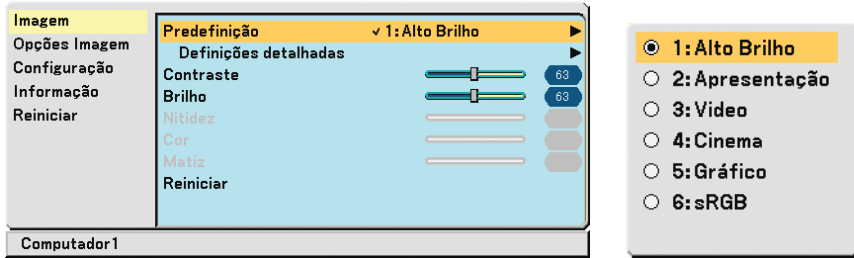 Imagem
Opções Imagem
Configuração
Informação
Reiniciar
Predefinição ✓ 1:Alto Brilho
Definições detalhadas
Contraste 63
Brilho 63
Nitidez
Cor
Matiz
Reiniciar
Computador1
1:Alto Brilho
2:Apresentação
3:Video
4:Cinema
5:Gráfico
6:sRGB